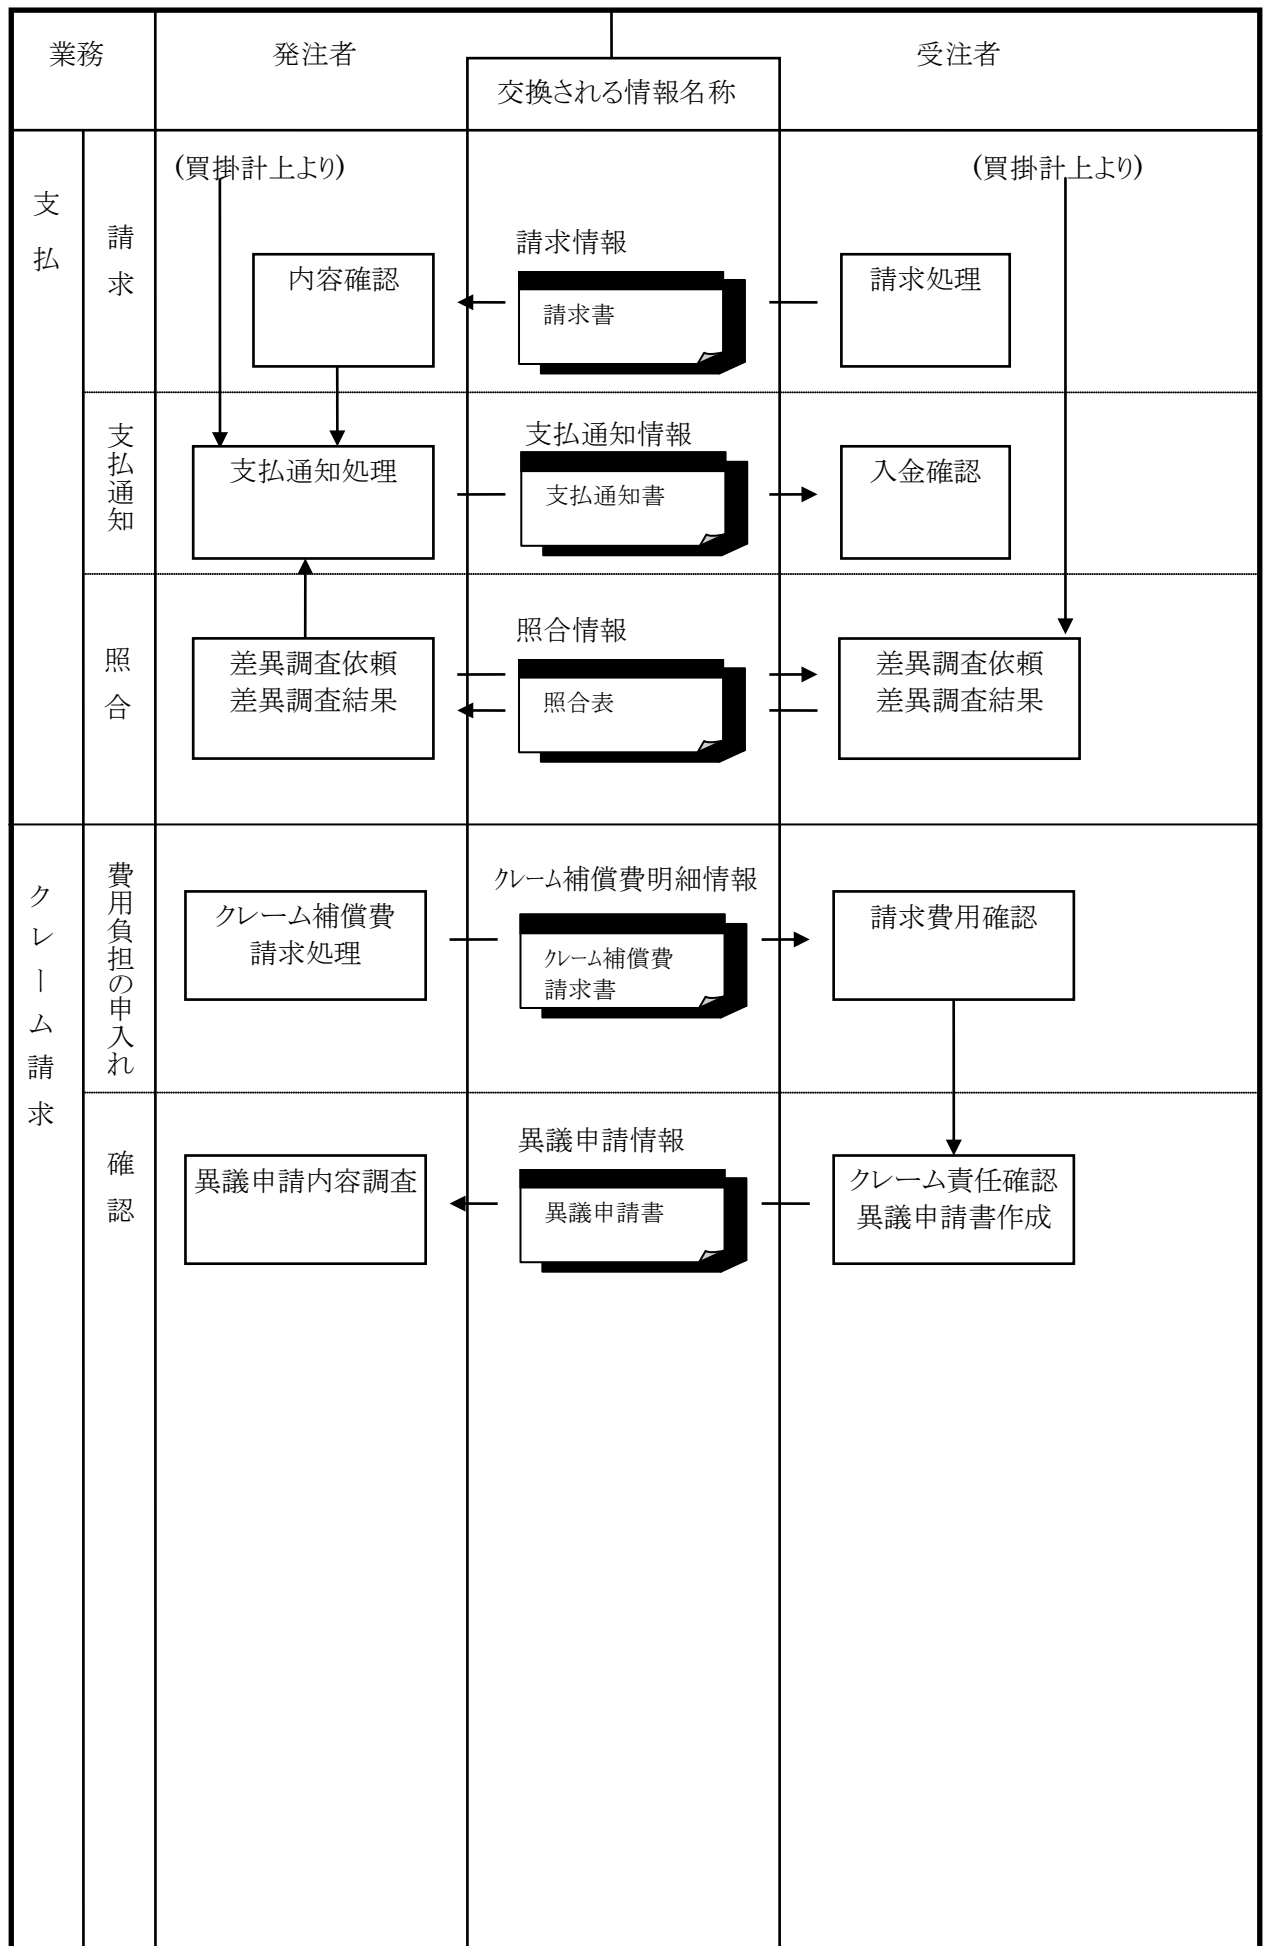 業務
発注者
受注者
交換される情報名称
支払
請求
(買掛計上より)
(買掛計上より)
請求情報
内容確認
請求書
請求処理
支払通知
支払通知情報
支払通知処理
支払通知書
入金確認
照合
照合情報
差異調査依頼
差異調査結果
照合表
差異調査依頼
差異調査結果
クレーム請求
費用負担の申入れ
クレーム補償費明細情報
クレーム補償費
請求処理
クレーム補償費
請求書
請求費用確認
確認
異議申請情報
異議申請内容調査
異議申請書
クレーム責任確認
異議申請書作成